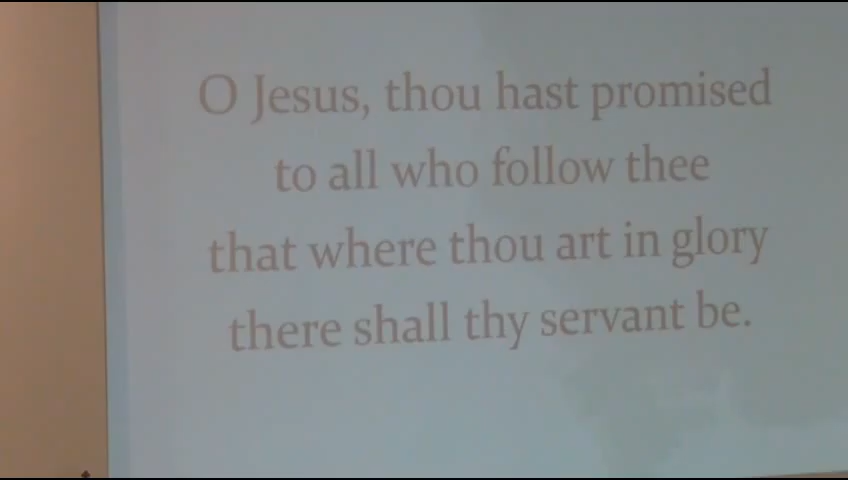 O Jesus, thou hast promised
to all who follow thee
that where thou art in glory
there shall thy servant be.